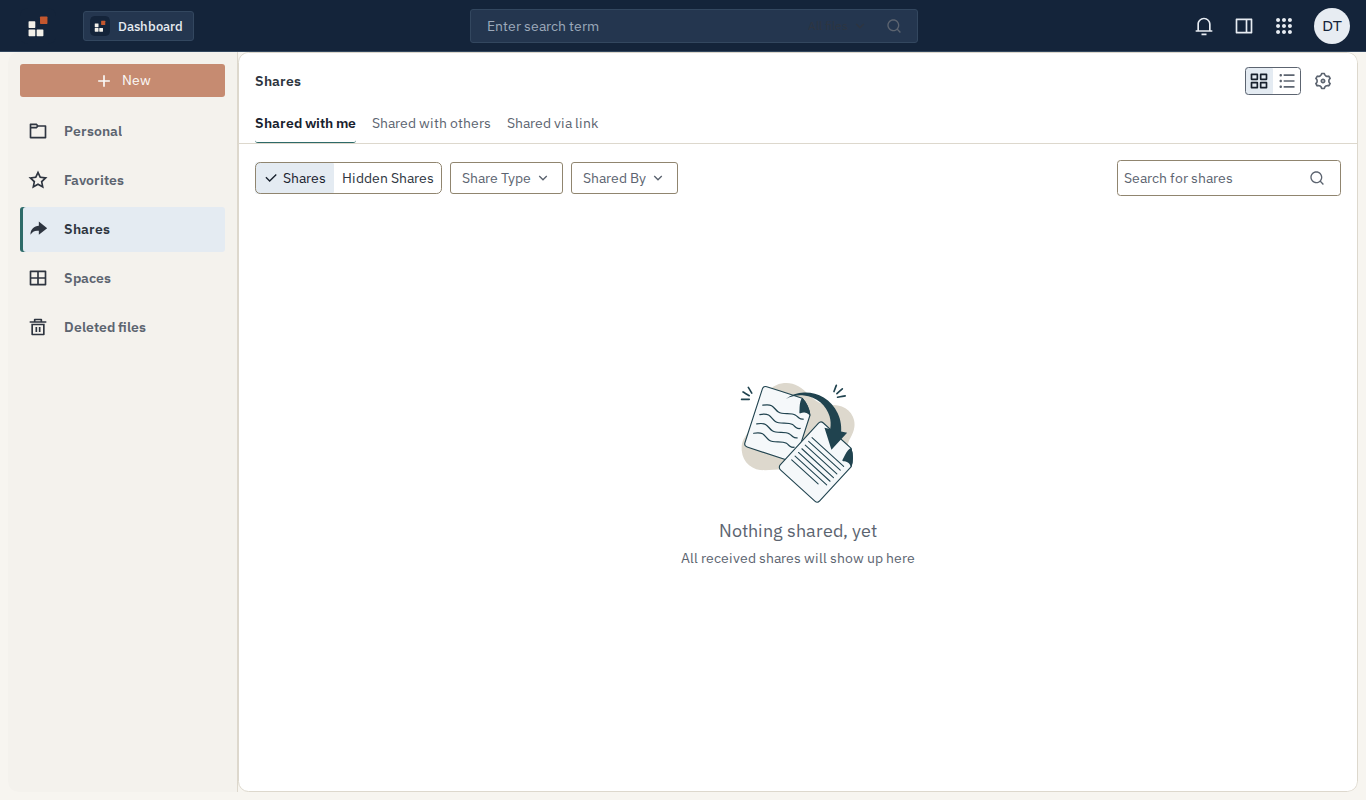 Dashboard
Enter search term
DT
New
Personal
Favorites
Shares
Spaces
Deleted files
Shares
Shared with me
Shared with others
Shared via link
Shares
Hidden Shares
Share Type
Shared By
Search for shares
Nothing shared, yet
All received shares will show up here